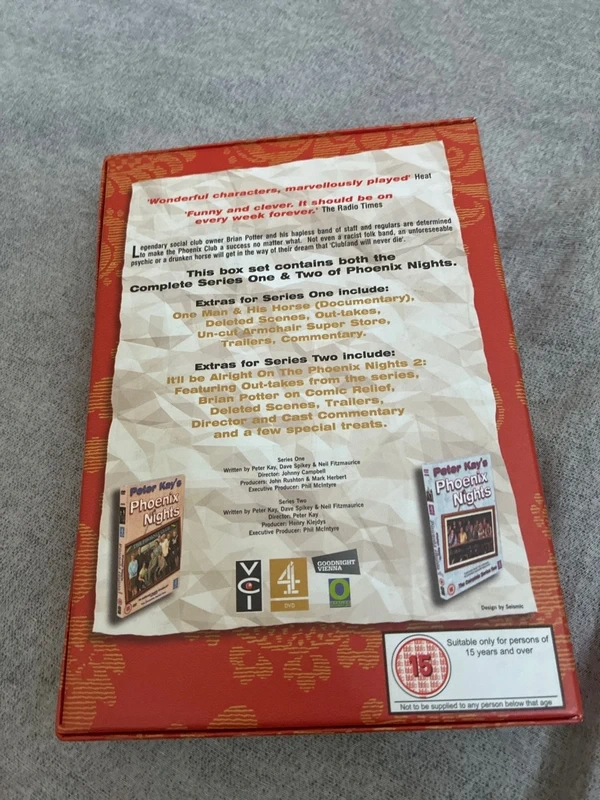 'Wonderful characters, marvellously played' Heat
'Funny and clever. It should be on
every week forever.' The Radio Times
Legendary social club owner Brian Potter and his hapless band of staff and regulars are determined
to make the Phoenix Club a success no matter what. Not even a racist folk band, an unforeseeable
psychic or a drunken horse will get in the way of their dream that 'Clubland will never die'.
This box set contains both the
Complete Series One & Two of Phoenix Nights.
Extras for Series One include:
One Man & His Horse (Documentary),
Deleted Scenes, Out-takes,
Un-cut Armchair Super Store,
Trailers, Commentary.
Extras for Series Two include:
It'll be Alright On The Phoenix Nights 2:
Featuring Out-takes from the series,
Brian Potter on Comic Relief,
Deleted Scenes, Trailers,
Director and Cast Commentary
and a few special treats.
Series One
Written by Peter Kay, Dave Spikey & Neil Fitzmaurice
Director: Johnny Campbell
Producers: John Rushton & Mark Herbert
Executive Producer: Phil McIntyre
Series Two
Written by Peter Kay, Dave Spikey & Neil Fitzmaurice
Director: Peter Kay
Producer: Henry Klejdys
Executive Producer: Phil McIntyre
Peter Kay's
Phoenix
Nights
Peter Kay's
Phoenix
Nights
VCI
4
DVD
GOODNIGHT
VIENNA
Design by Seismic
15
Suitable only for persons of
15 years and over
Not to be supplied to any person below that age